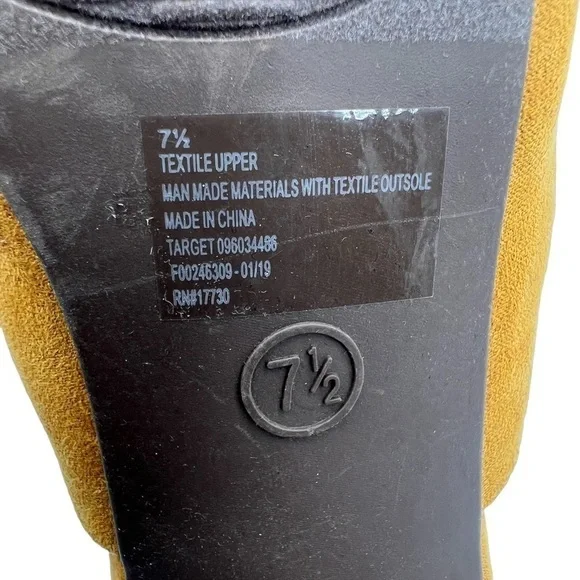 7½
TEXTILE UPPER
MAN MADE MATERIALS WITH TEXTILE OUTSOLE
MADE IN CHINA
TARGET 096034486
F00246309 - 01/19
RN#17730
7½